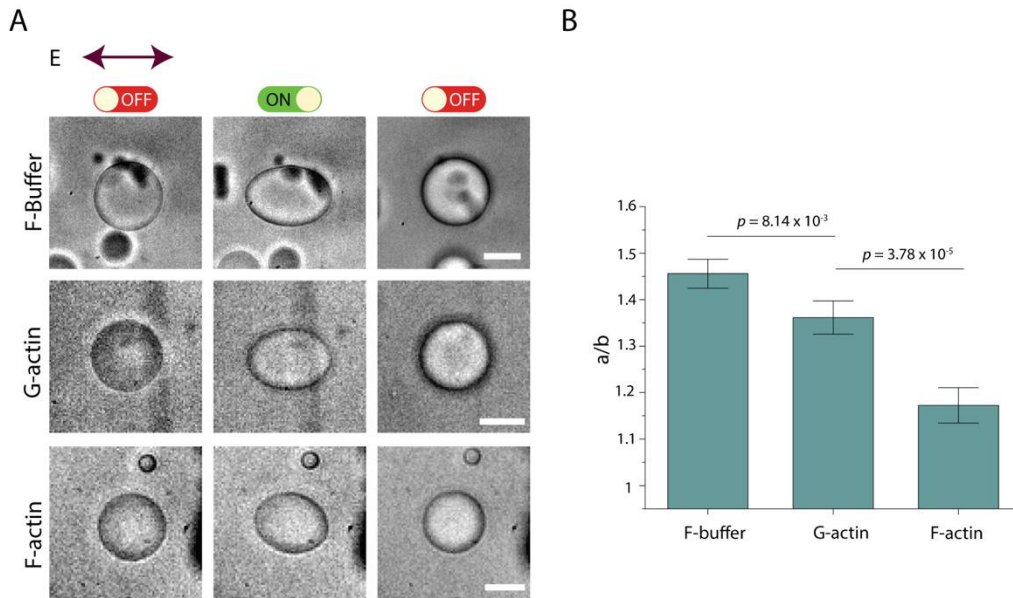 A
E
OFF
ON
OFF
F-Buffer
G-actin
F-actin
B
1.6
1.5
1.4
1.3
1.2
1.1
1
a/b
p = 8.14 x 10-3
p = 3.78 x 10-5
F-buffer
G-actin
F-actin